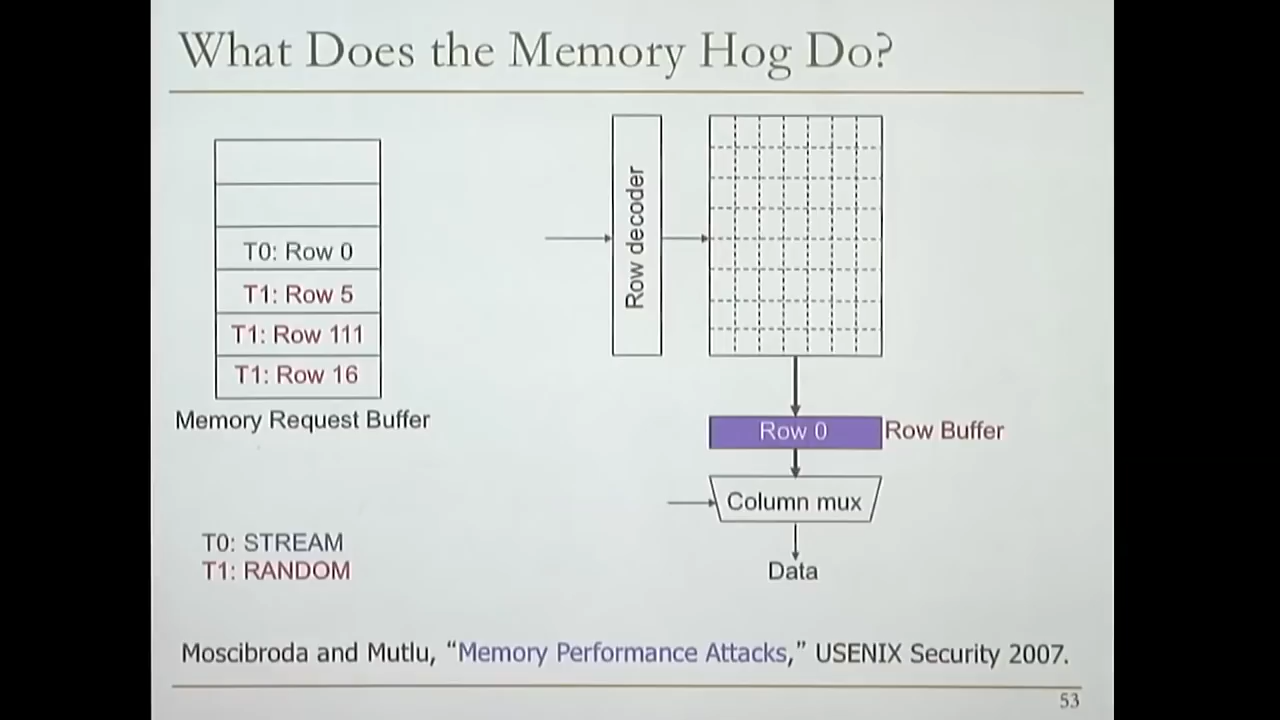 What Does the Memory Hog Do?
T0: Row 0
T1: Row 5
T1: Row 111
T1: Row 16
Memory Request Buffer
Row decoder
Row 0
Row Buffer
Column mux
Data
T0: STREAM
T1: RANDOM
Moscibroda and Mutlu, “Memory Performance Attacks,” USENIX Security 2007.
53